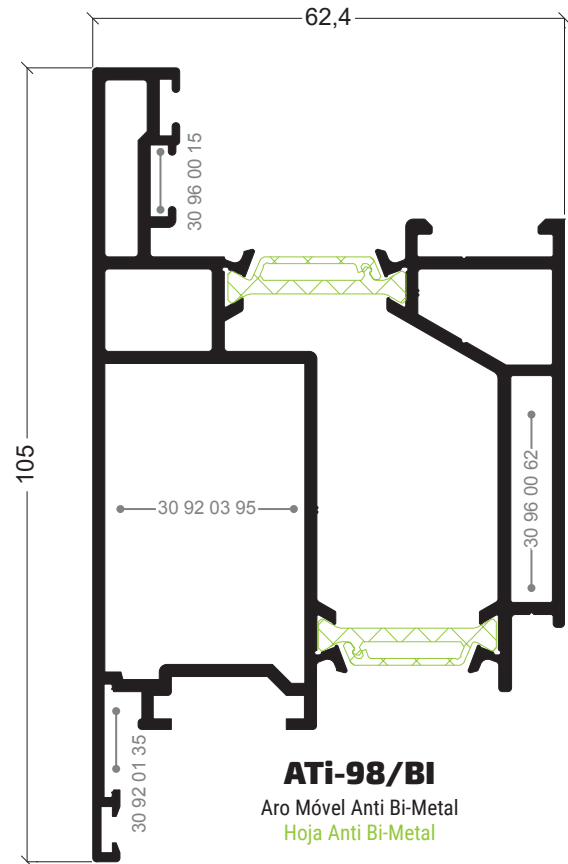 62,4
30 96 00 15
105
30 92 03 95
30 96 00 62
30 92 01 35
ATi-98/BI
Aro Móvel Anti Bi-Metal
Hoja Anti Bi-Metal